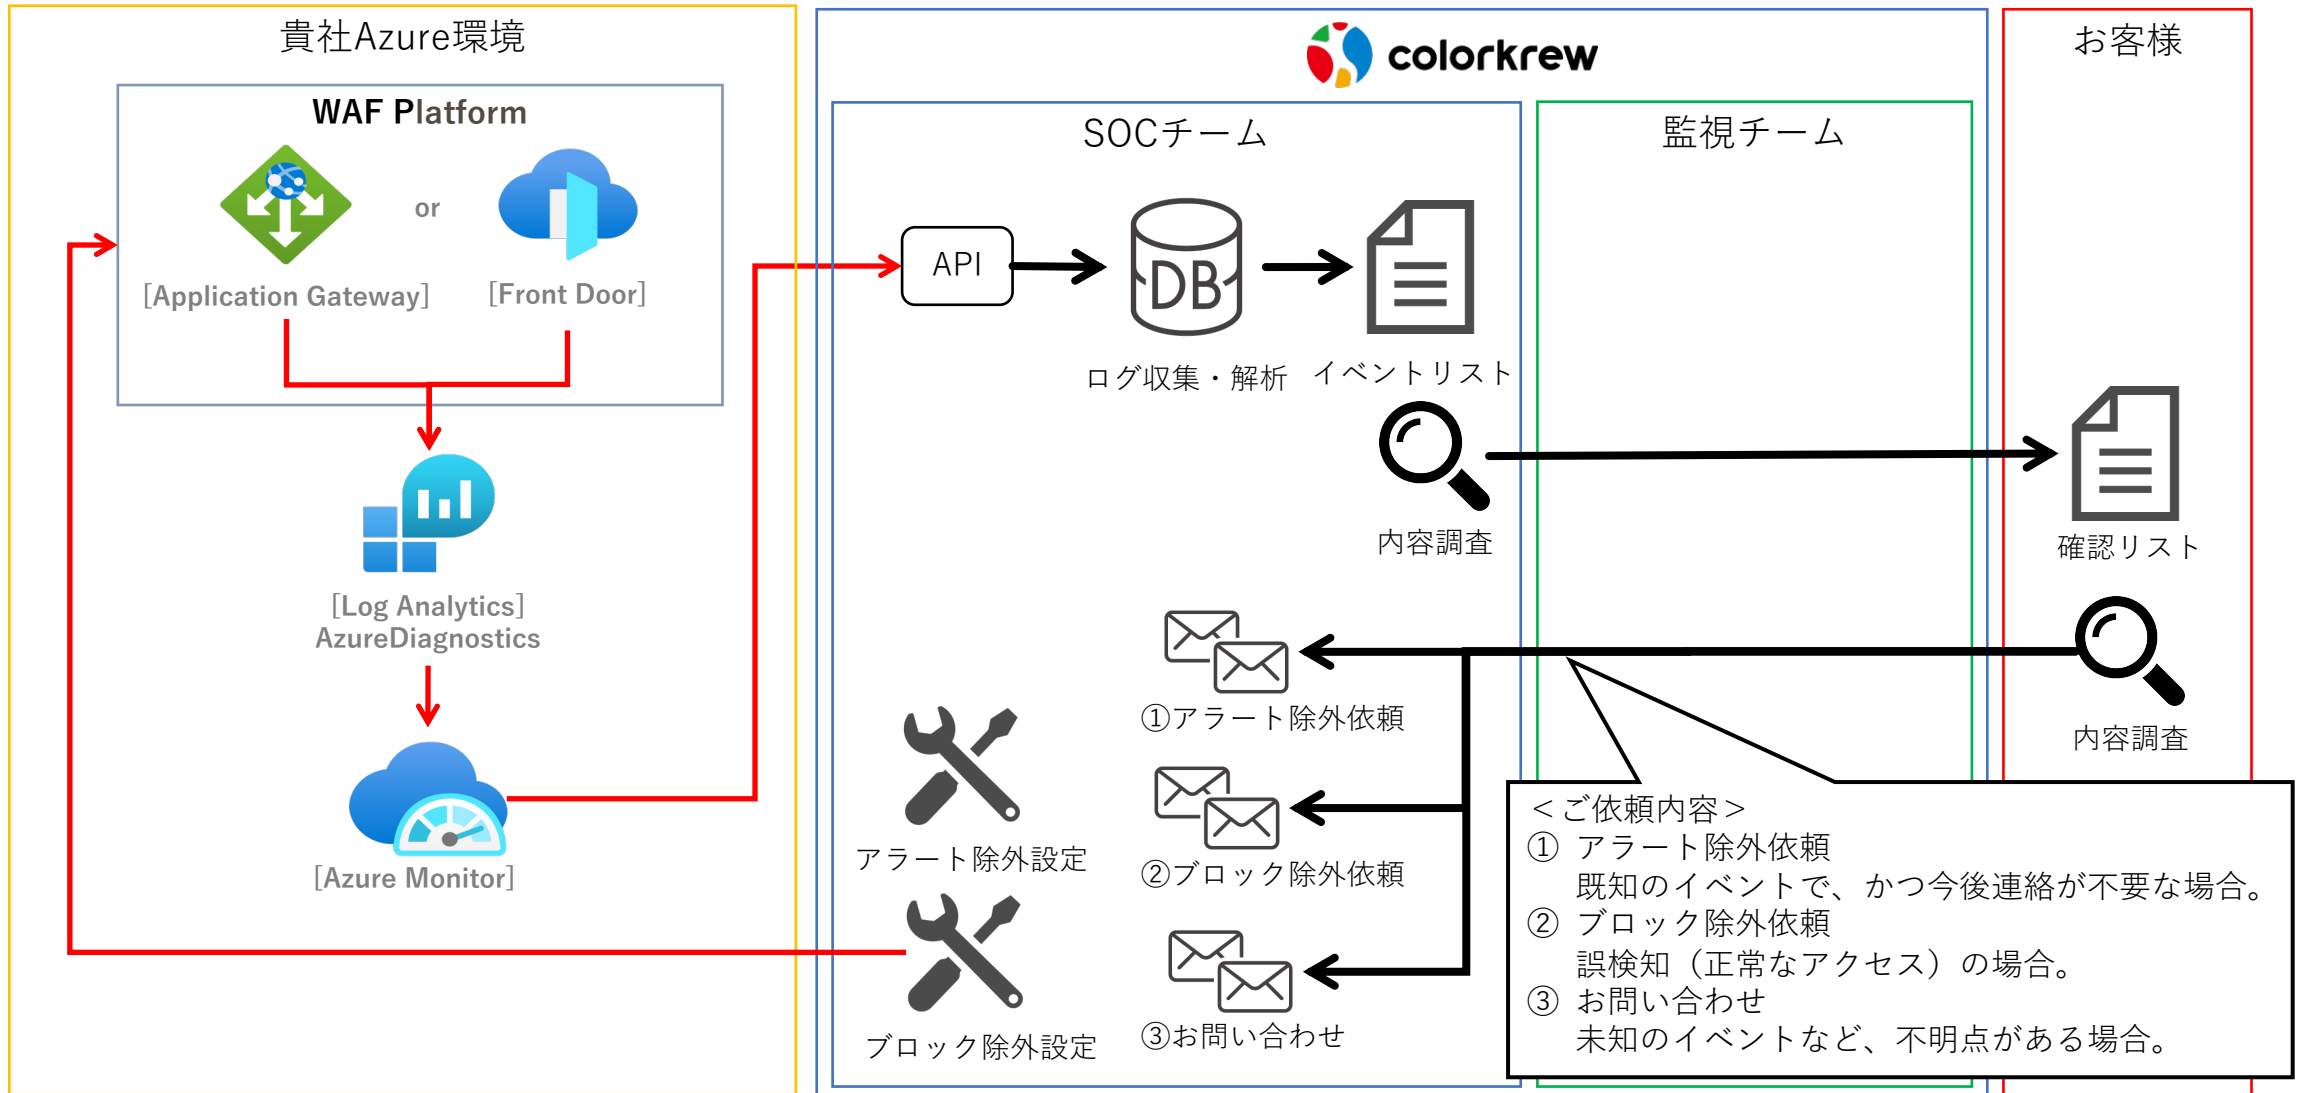 貴社Azure環境
WAF Platform
or
[Application Gateway]
[Front Door]
[Log Analytics]
AzureDiagnostics
[Azure Monitor]
colorkrew
SOCチーム
API
DB
ログ収集・解析
イベントリスト
内容調査
①アラート除外依頼
アラート除外設定
②ブロック除外依頼
ブロック除外設定
③お問い合わせ
監視チーム
お客様
確認リスト
内容調査
＜ご依頼内容＞
① アラート除外依頼
既知のイベントで、かつ今後連絡が不要な場合。
② ブロック除外依頼
誤検知（正常なアクセス）の場合。
③ お問い合わせ
未知のイベントなど、不明点がある場合。